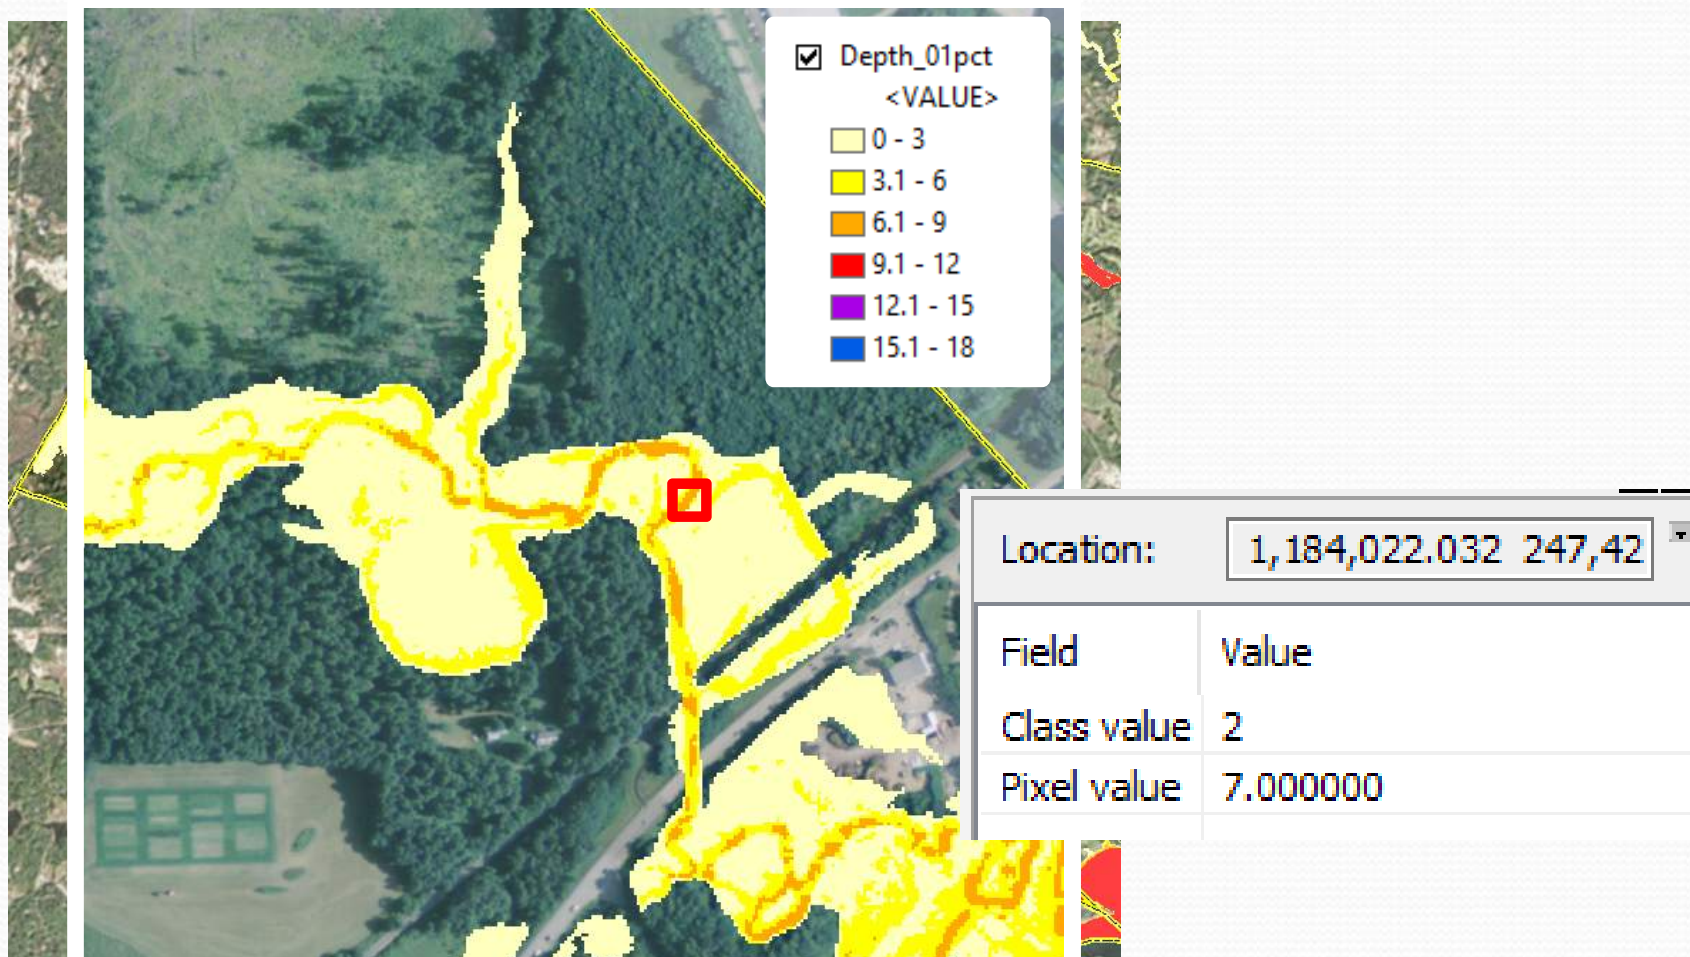 Depth_01pct
<VALUE>
0 - 3
3.1 - 6
6.1 - 9
9.1 - 12
12.1 - 15
15.1 - 18
Location: 1,184,022.032 247,42
Field Value
Class value 2
Pixel value 7.000000